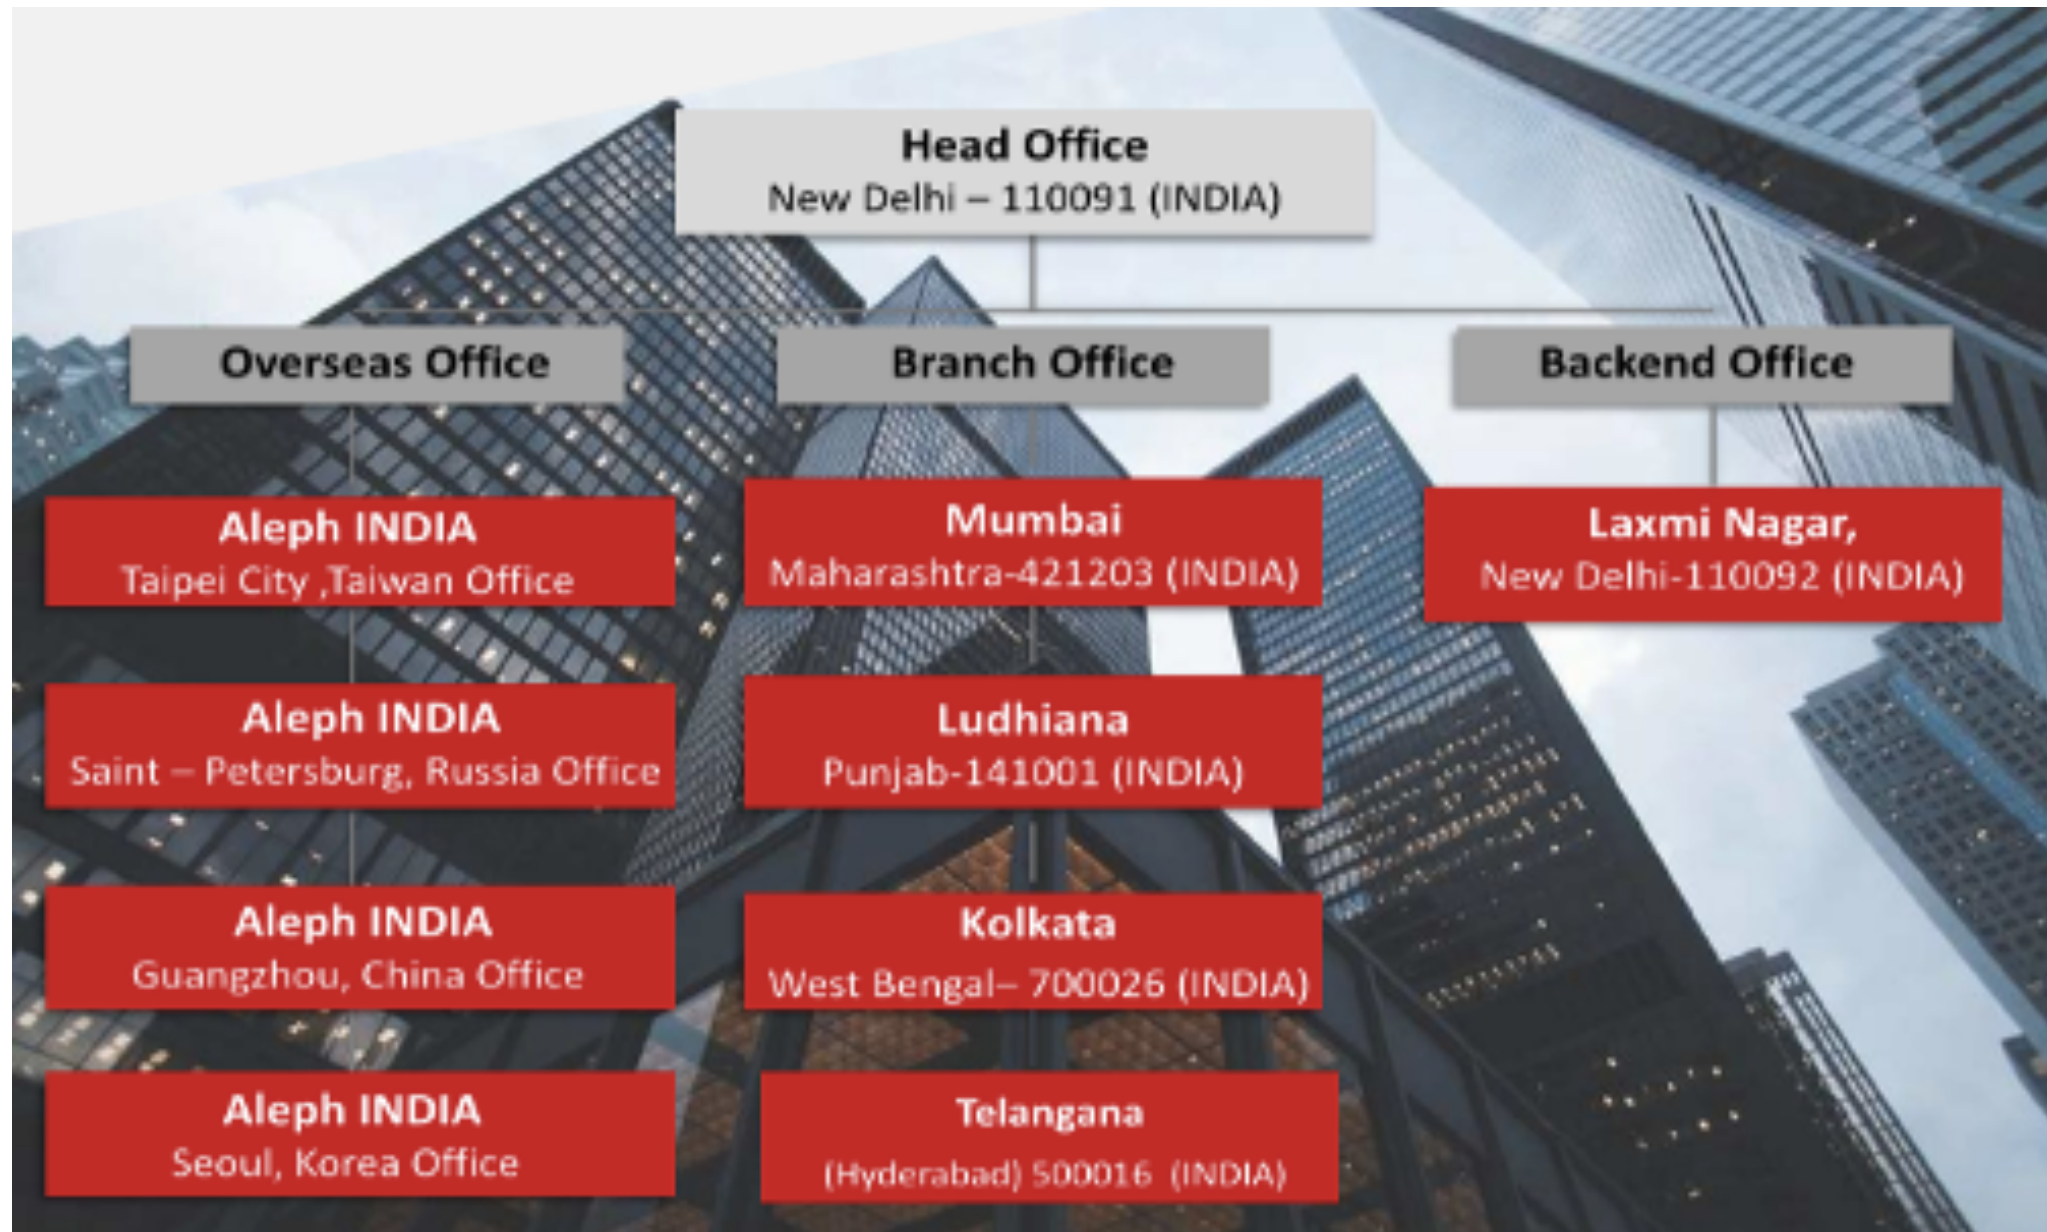 Head Office
New Delhi – 110091 (INDIA)
Overseas Office
Branch Office
Backend Office
Aleph INDIA
Taipei City ,Taiwan Office
Aleph INDIA
Saint – Petersburg, Russia Office
Aleph INDIA
Guangzhou, China Office
Aleph INDIA
Seoul, Korea Office
Mumbai
Maharashtra-421203 (INDIA)
Ludhiana
Punjab-141001 (INDIA)
Kolkata
West Bengal– 700026 (INDIA)
Telangana
(Hyderabad) 500016 (INDIA)
Laxmi Nagar,
New Delhi-110092 (INDIA)